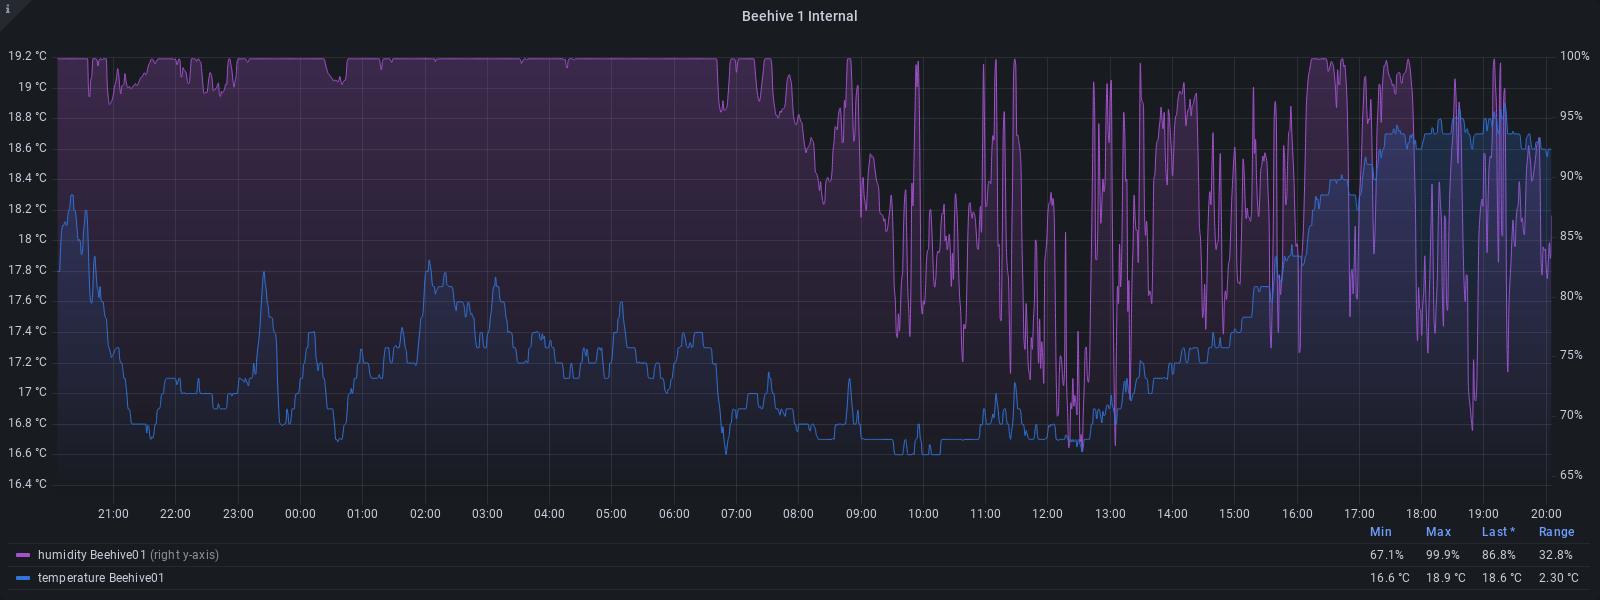 i
Beehive 1 Internal
19.2 °C 100%
19 °C
18.8 °C 95%
18.6 °C
18.4 °C 90%
18.2 °C
18 °C 85%
17.8 °C
17.6 °C 80%
17.4 °C
17.2 °C 75%
17 °C
16.8 °C 70%
16.6 °C
16.4 °C 65%
21:00 22:00 23:00 00:00 01:00 02:00 03:00 04:00 05:00 06:00 07:00 08:00 09:00 10:00 11:00 12:00 13:00 14:00 15:00 16:00 17:00 18:00 19:00 20:00
Min Max Last * Range
humidity Beehive01 (right y-axis) 67.1% 99.9% 86.8% 32.8%
temperature Beehive01 16.6 °C 18.9 °C 18.6 °C 2.30 °C